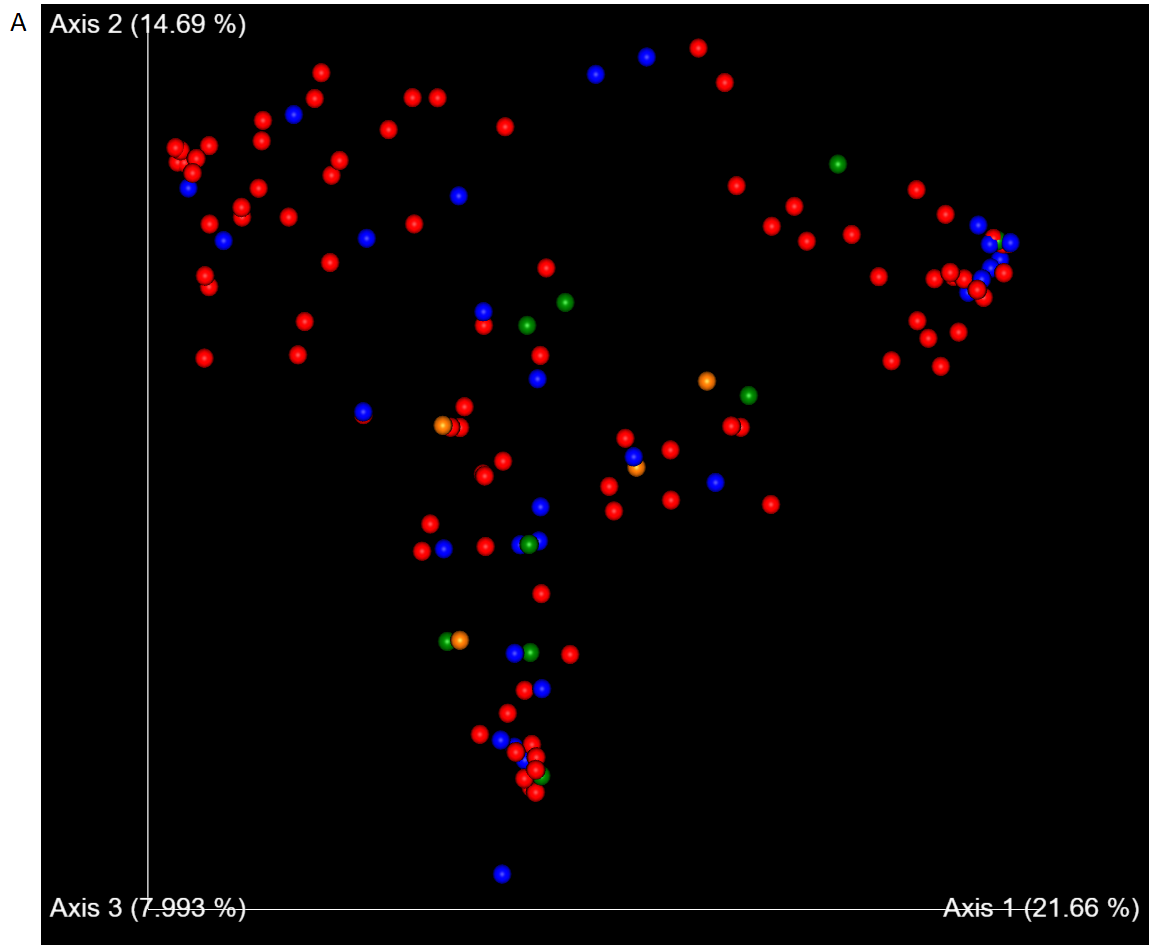 A
Axis 2 (14.69 %)
Axis 3 (7.993 %)
Axis 1 (21.66 %)